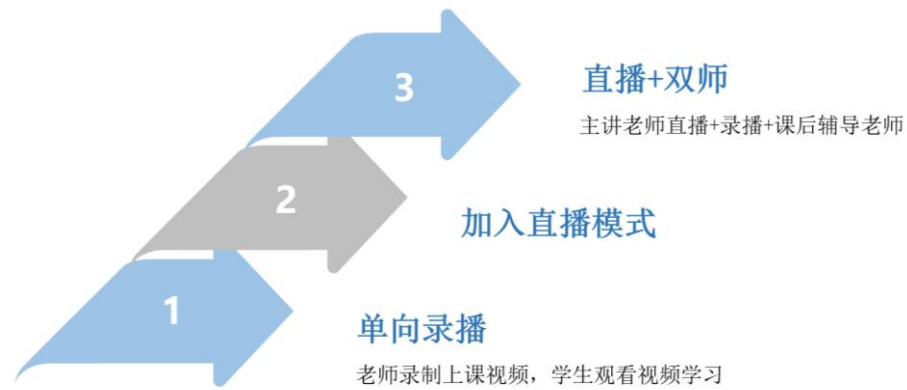 3
直播+双师
主讲老师直播+录播+课后辅导老师
2
加入直播模式
1
单向录播
老师录制上课视频，学生观看视频学习